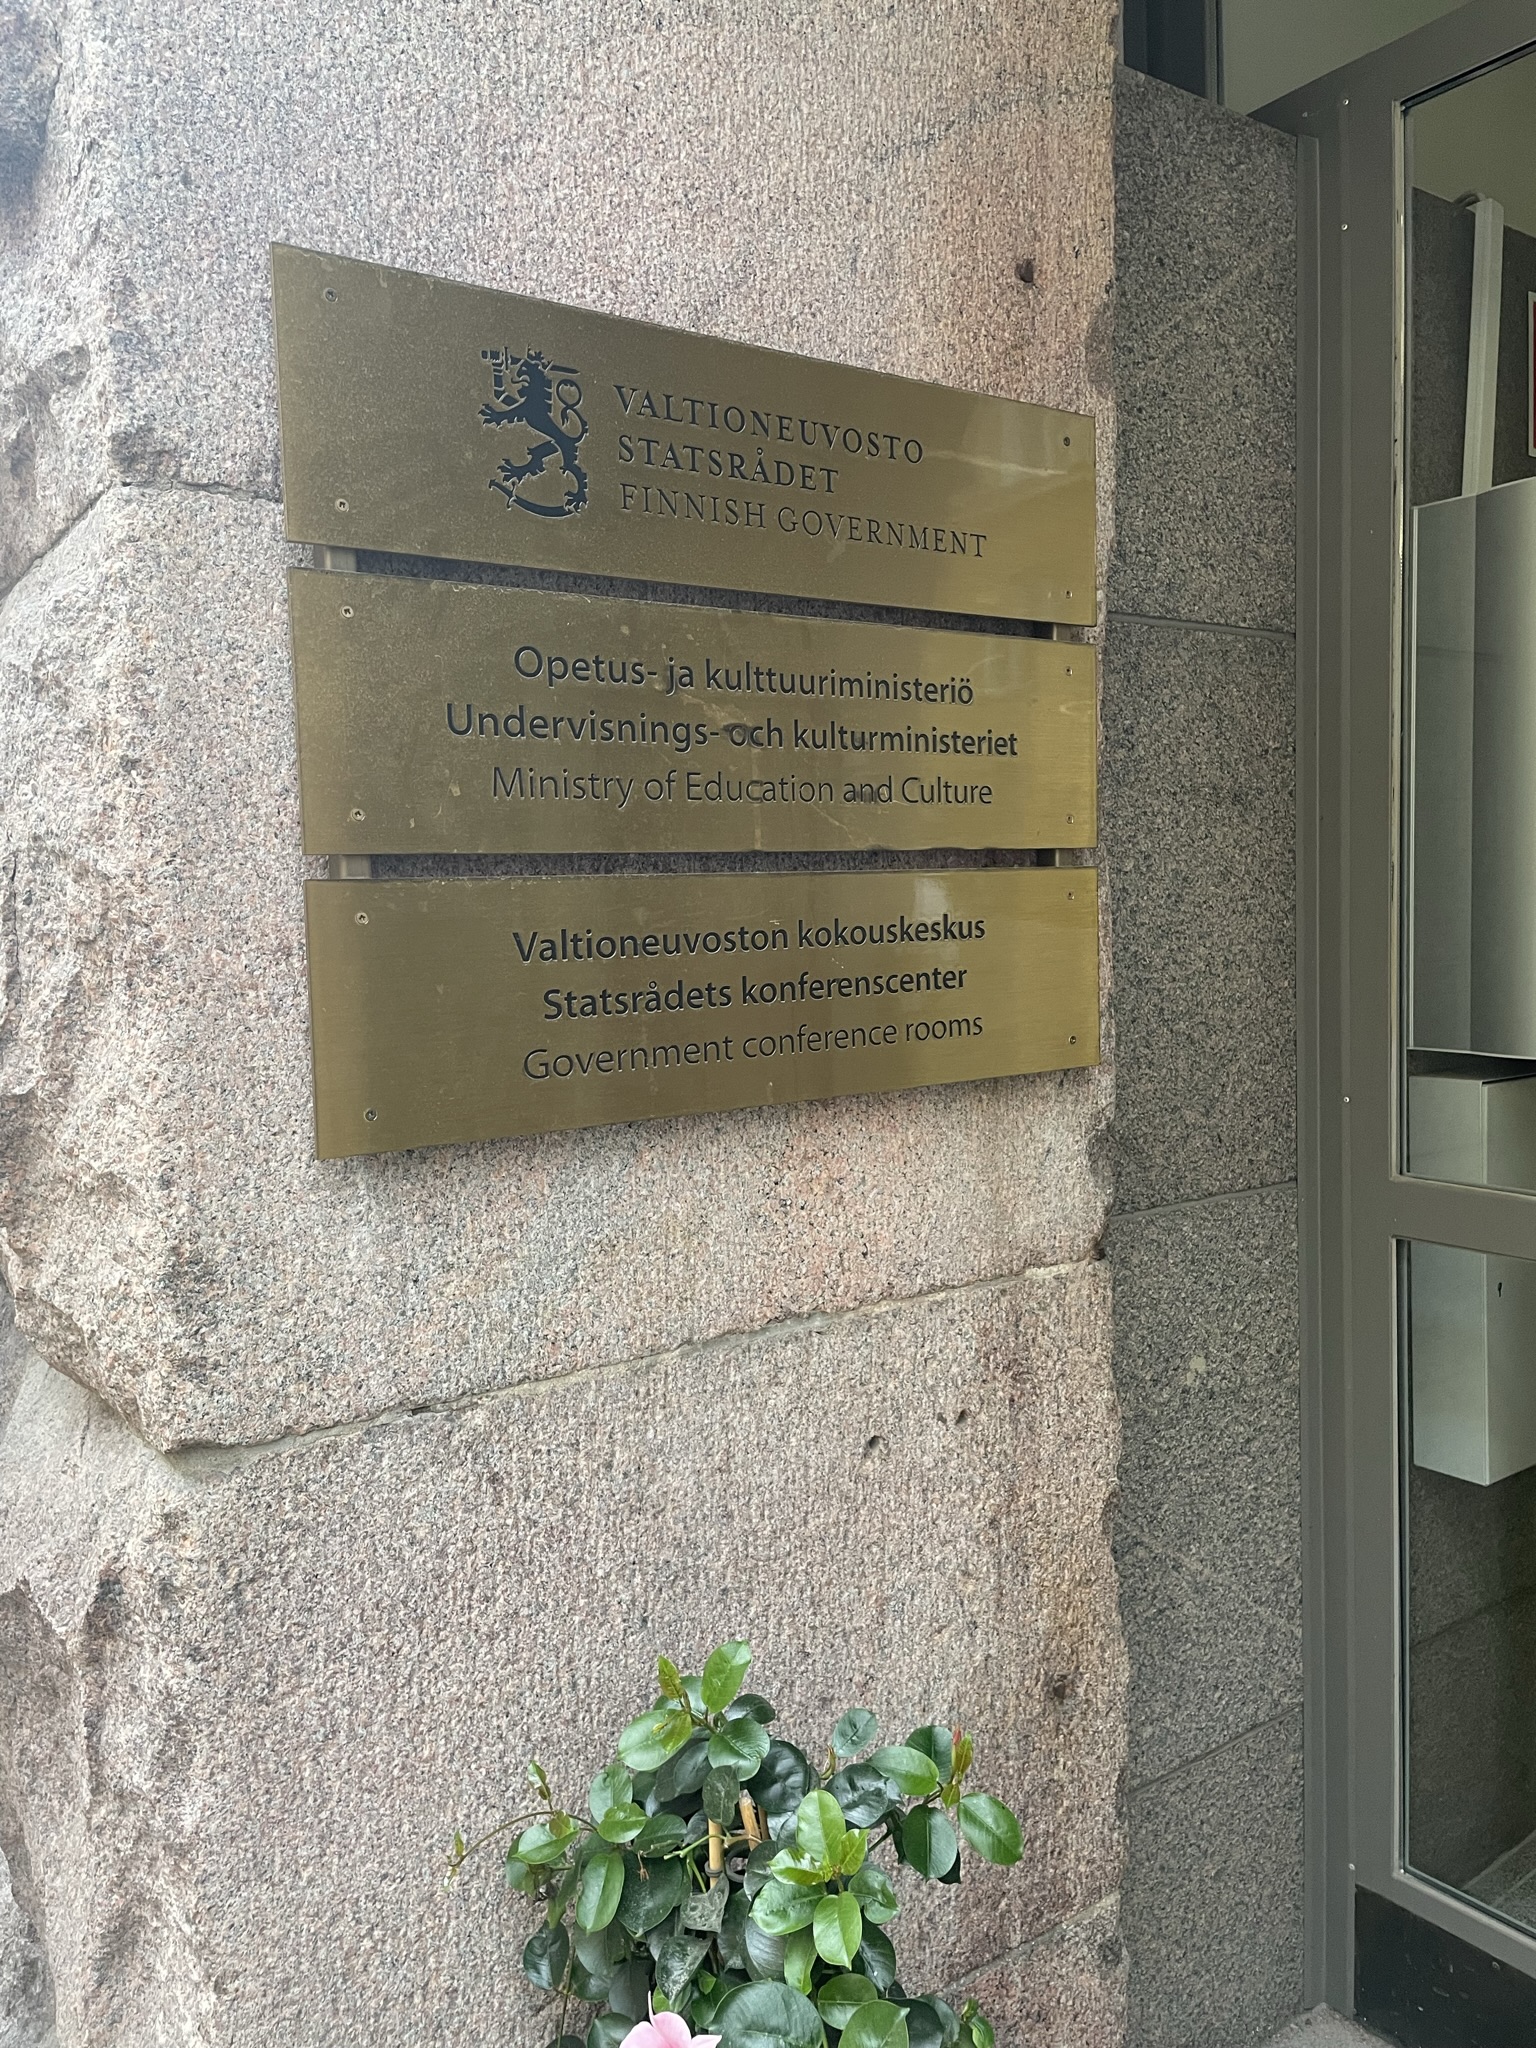 VALTIONEUVOSTO
STATSRÅDET
FINNISH GOVERNMENT
Opetus- ja kulttuuriministeriö
Undervisnings- och kulturministeriet
Ministry of Education and Culture
Valtioneuvoston kokouskeskus
Statsrådets konferenscenter
Government conference rooms